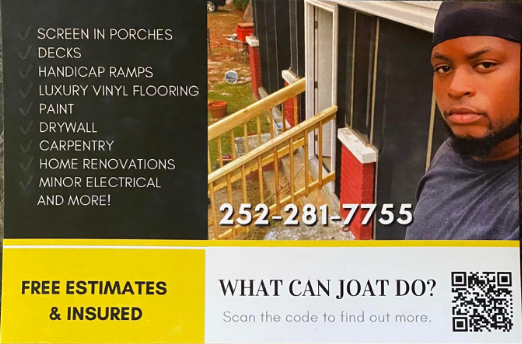 SCREEN IN PORCHES
DECKS
HANDICAP RAMPS
LUXURY VINYL FLOORING
PAINT
DRYWALL
CARPENTRY
HOME RENOVATIONS
MINOR ELECTRICAL
AND MORE!
252-281-7755
FREE ESTIMATES
& INSURED
WHAT CAN JOAT DO?
Scan the code to find out more.